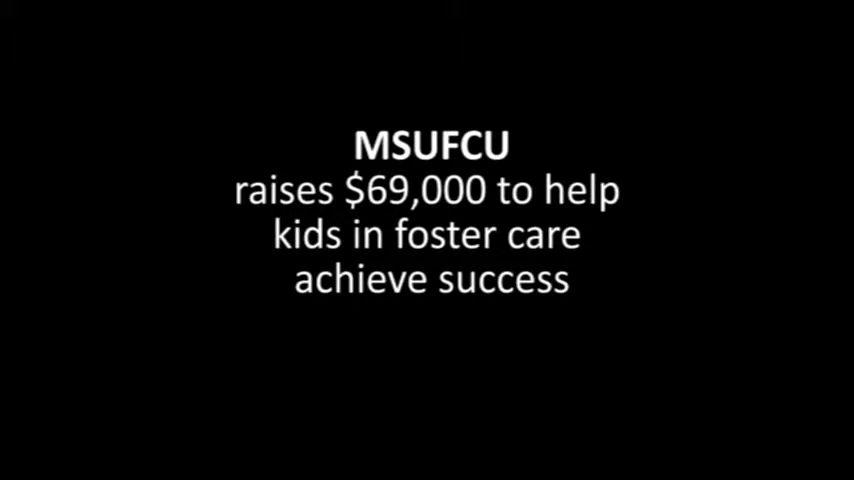 MSUFCU
raises $69,000 to help
kids in foster care
achieve success